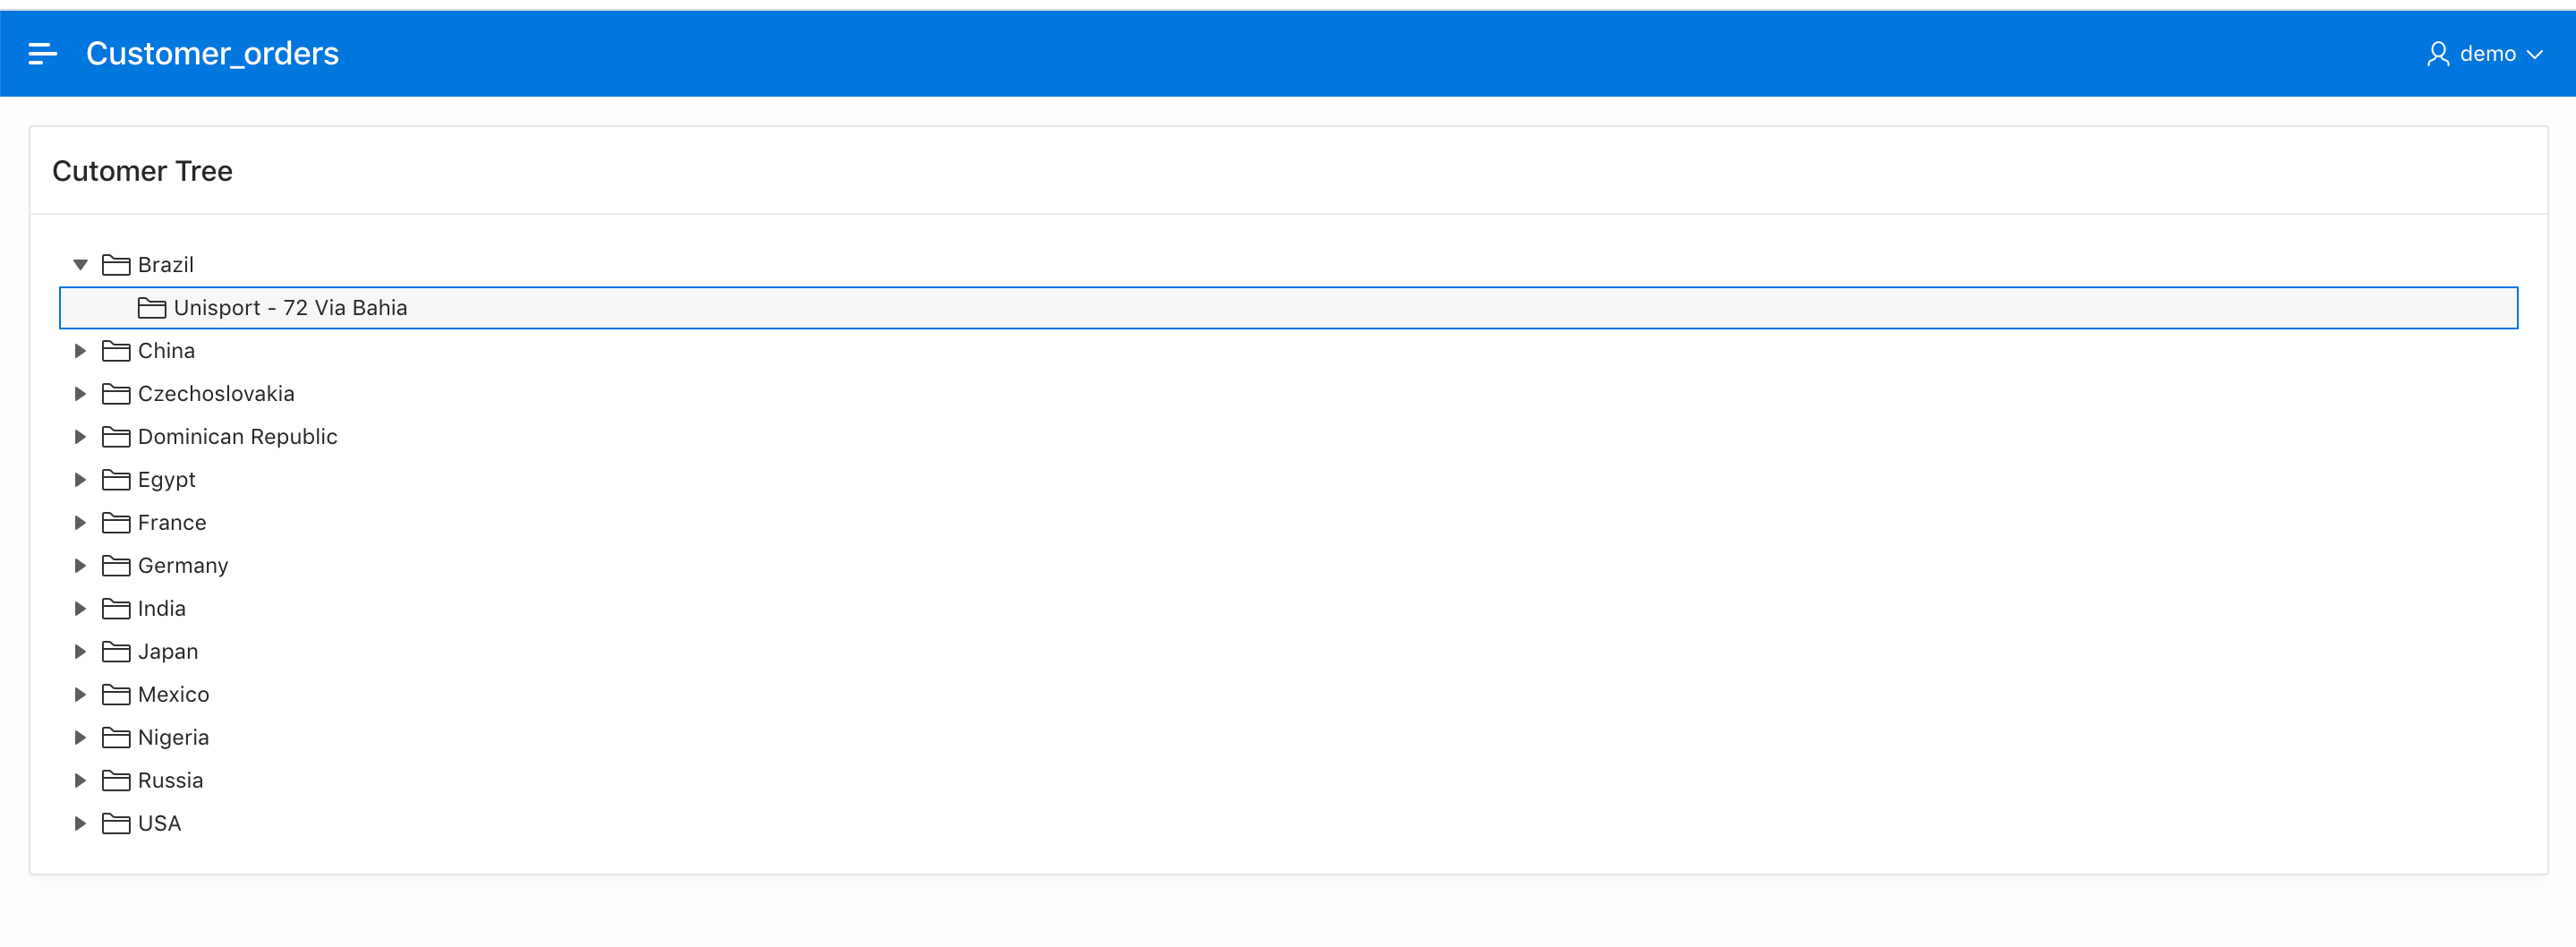 Customer_orders
demo
Cutomer Tree
Brazil
Unisport - 72 Via Bahia
China
Czechoslovakia
Dominican Republic
Egypt
France
Germany
India
Japan
Mexico
Nigeria
Russia
USA